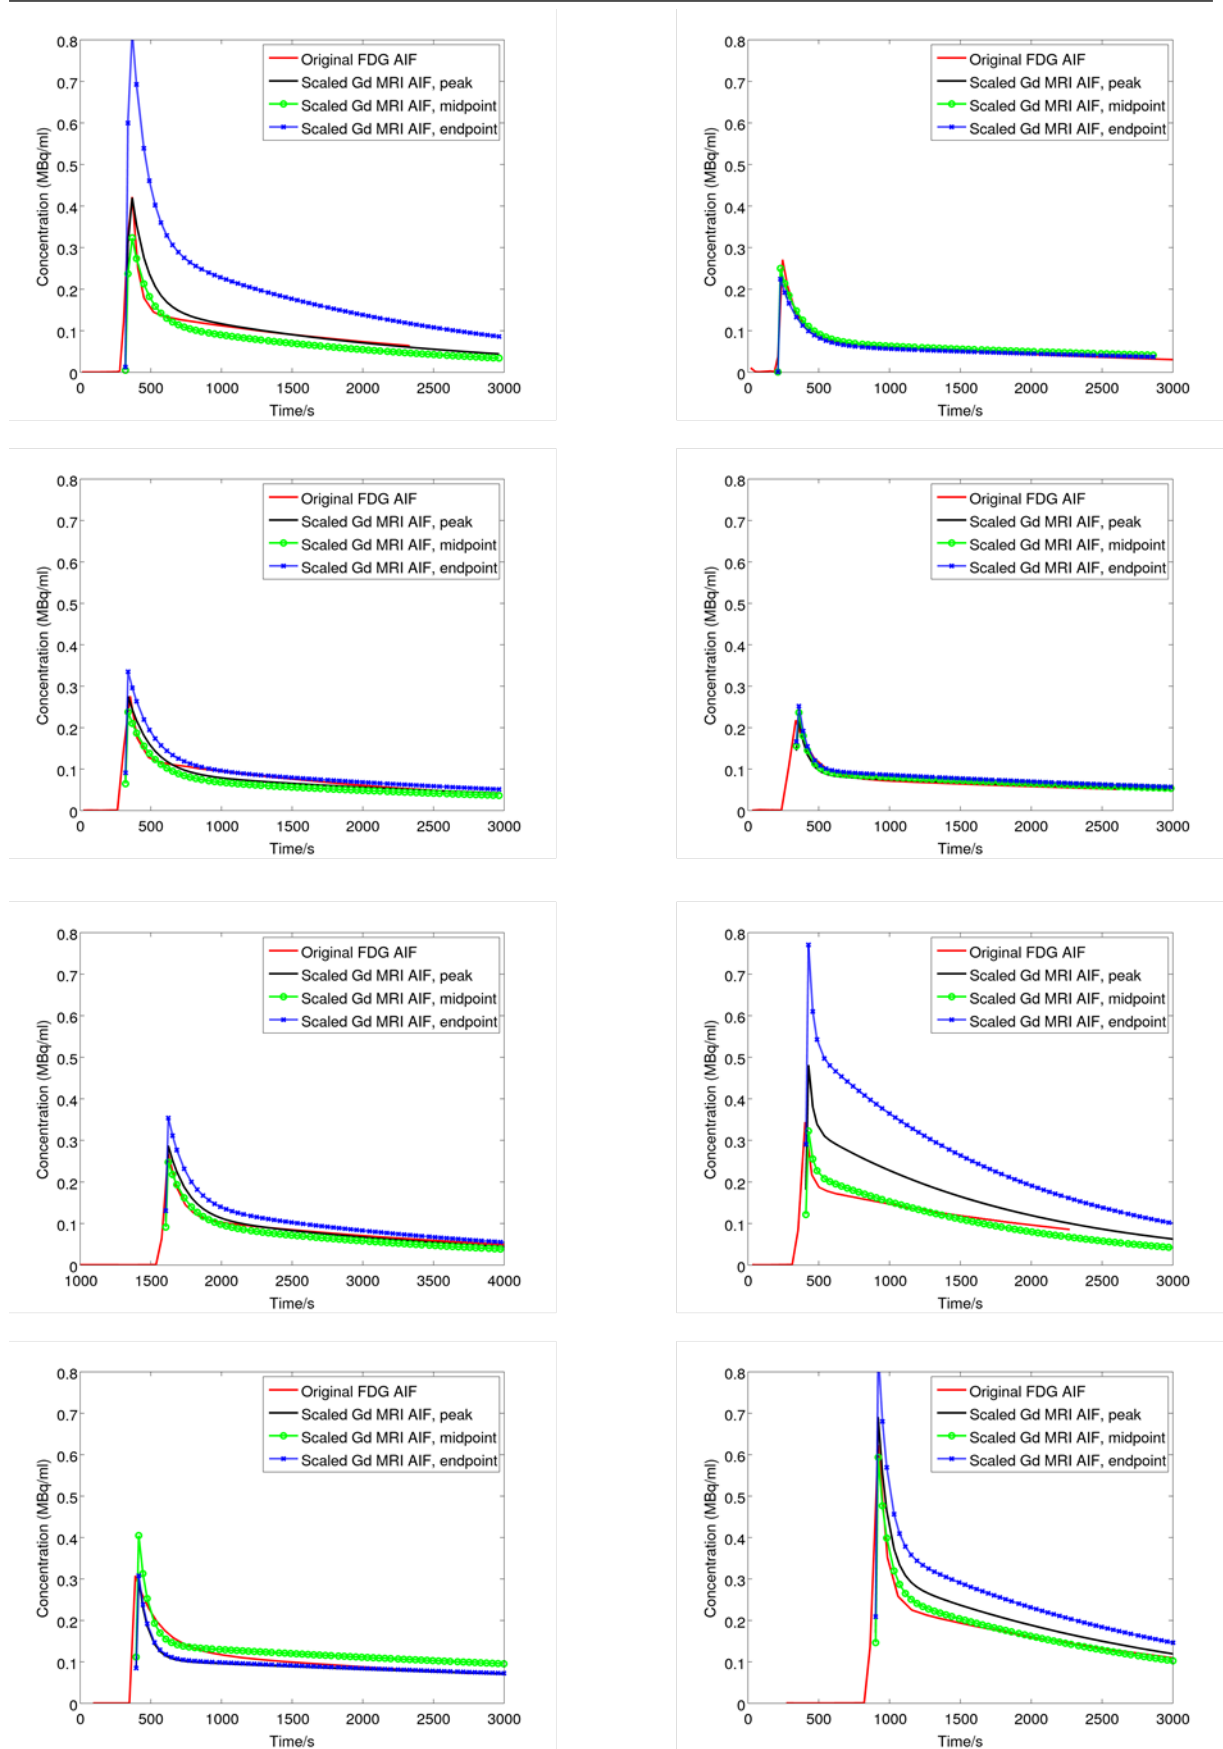 0.8
0.7
0.6
0.5
0.4
0.3
0.2
0.1
0
Concentration (MBq/ml)
Original FDG AIF
Scaled Gd MRI AIF, peak
Scaled Gd MRI AIF, midpoint
Scaled Gd MRI AIF, endpoint
0 500 1000 1500 2000 2500 3000
Time/s
0.8
0.7
0.6
0.5
0.4
0.3
0.2
0.1
0
Concentration (MBq/ml)
Original FDG AIF
Scaled Gd MRI AIF, peak
Scaled Gd MRI AIF, midpoint
Scaled Gd MRI AIF, endpoint
0 500 1000 1500 2000 2500 3000
Time/s
0.8
0.7
0.6
0.5
0.4
0.3
0.2
0.1
0
Concentration (MBq/ml)
Original FDG AIF
Scaled Gd MRI AIF, peak
Scaled Gd MRI AIF, midpoint
Scaled Gd MRI AIF, endpoint
0 500 1000 1500 2000 2500 3000
Time/s
0.8
0.7
0.6
0.5
0.4
0.3
0.2
0.1
0
Concentration (MBq/ml)
Original FDG AIF
Scaled Gd MRI AIF, peak
Scaled Gd MRI AIF, midpoint
Scaled Gd MRI AIF, endpoint
0 500 1000 1500 2000 2500 3000
Time/s
0.8
0.7
0.6
0.5
0.4
0.3
0.2
0.1
0
Concentration (MBq/ml)
Original FDG AIF
Scaled Gd MRI AIF, peak
Scaled Gd MRI AIF, midpoint
Scaled Gd MRI AIF, endpoint
1000 1500 2000 2500 3000 3500 4000
Time/s
0.8
0.7
0.6
0.5
0.4
0.3
0.2
0.1
0
Concentration (MBq/ml)
Original FDG AIF
Scaled Gd MRI AIF, peak
Scaled Gd MRI AIF, midpoint
Scaled Gd MRI AIF, endpoint
0 500 1000 1500 2000 2500 3000
Time/s
0.8
0.7
0.6
0.5
0.4
0.3
0.2
0.1
0
Concentration (MBq/ml)
Original FDG AIF
Scaled Gd MRI AIF, peak
Scaled Gd MRI AIF, midpoint
Scaled Gd MRI AIF, endpoint
0 500 1000 1500 2000 2500 3000
Time/s
0.8
0.7
0.6
0.5
0.4
0.3
0.2
0.1
0
Concentration (MBq/ml)
Original FDG AIF
Scaled Gd MRI AIF, peak
Scaled Gd MRI AIF, midpoint
Scaled Gd MRI AIF, endpoint
0 500 1000 1500 2000 2500 3000
Time/s